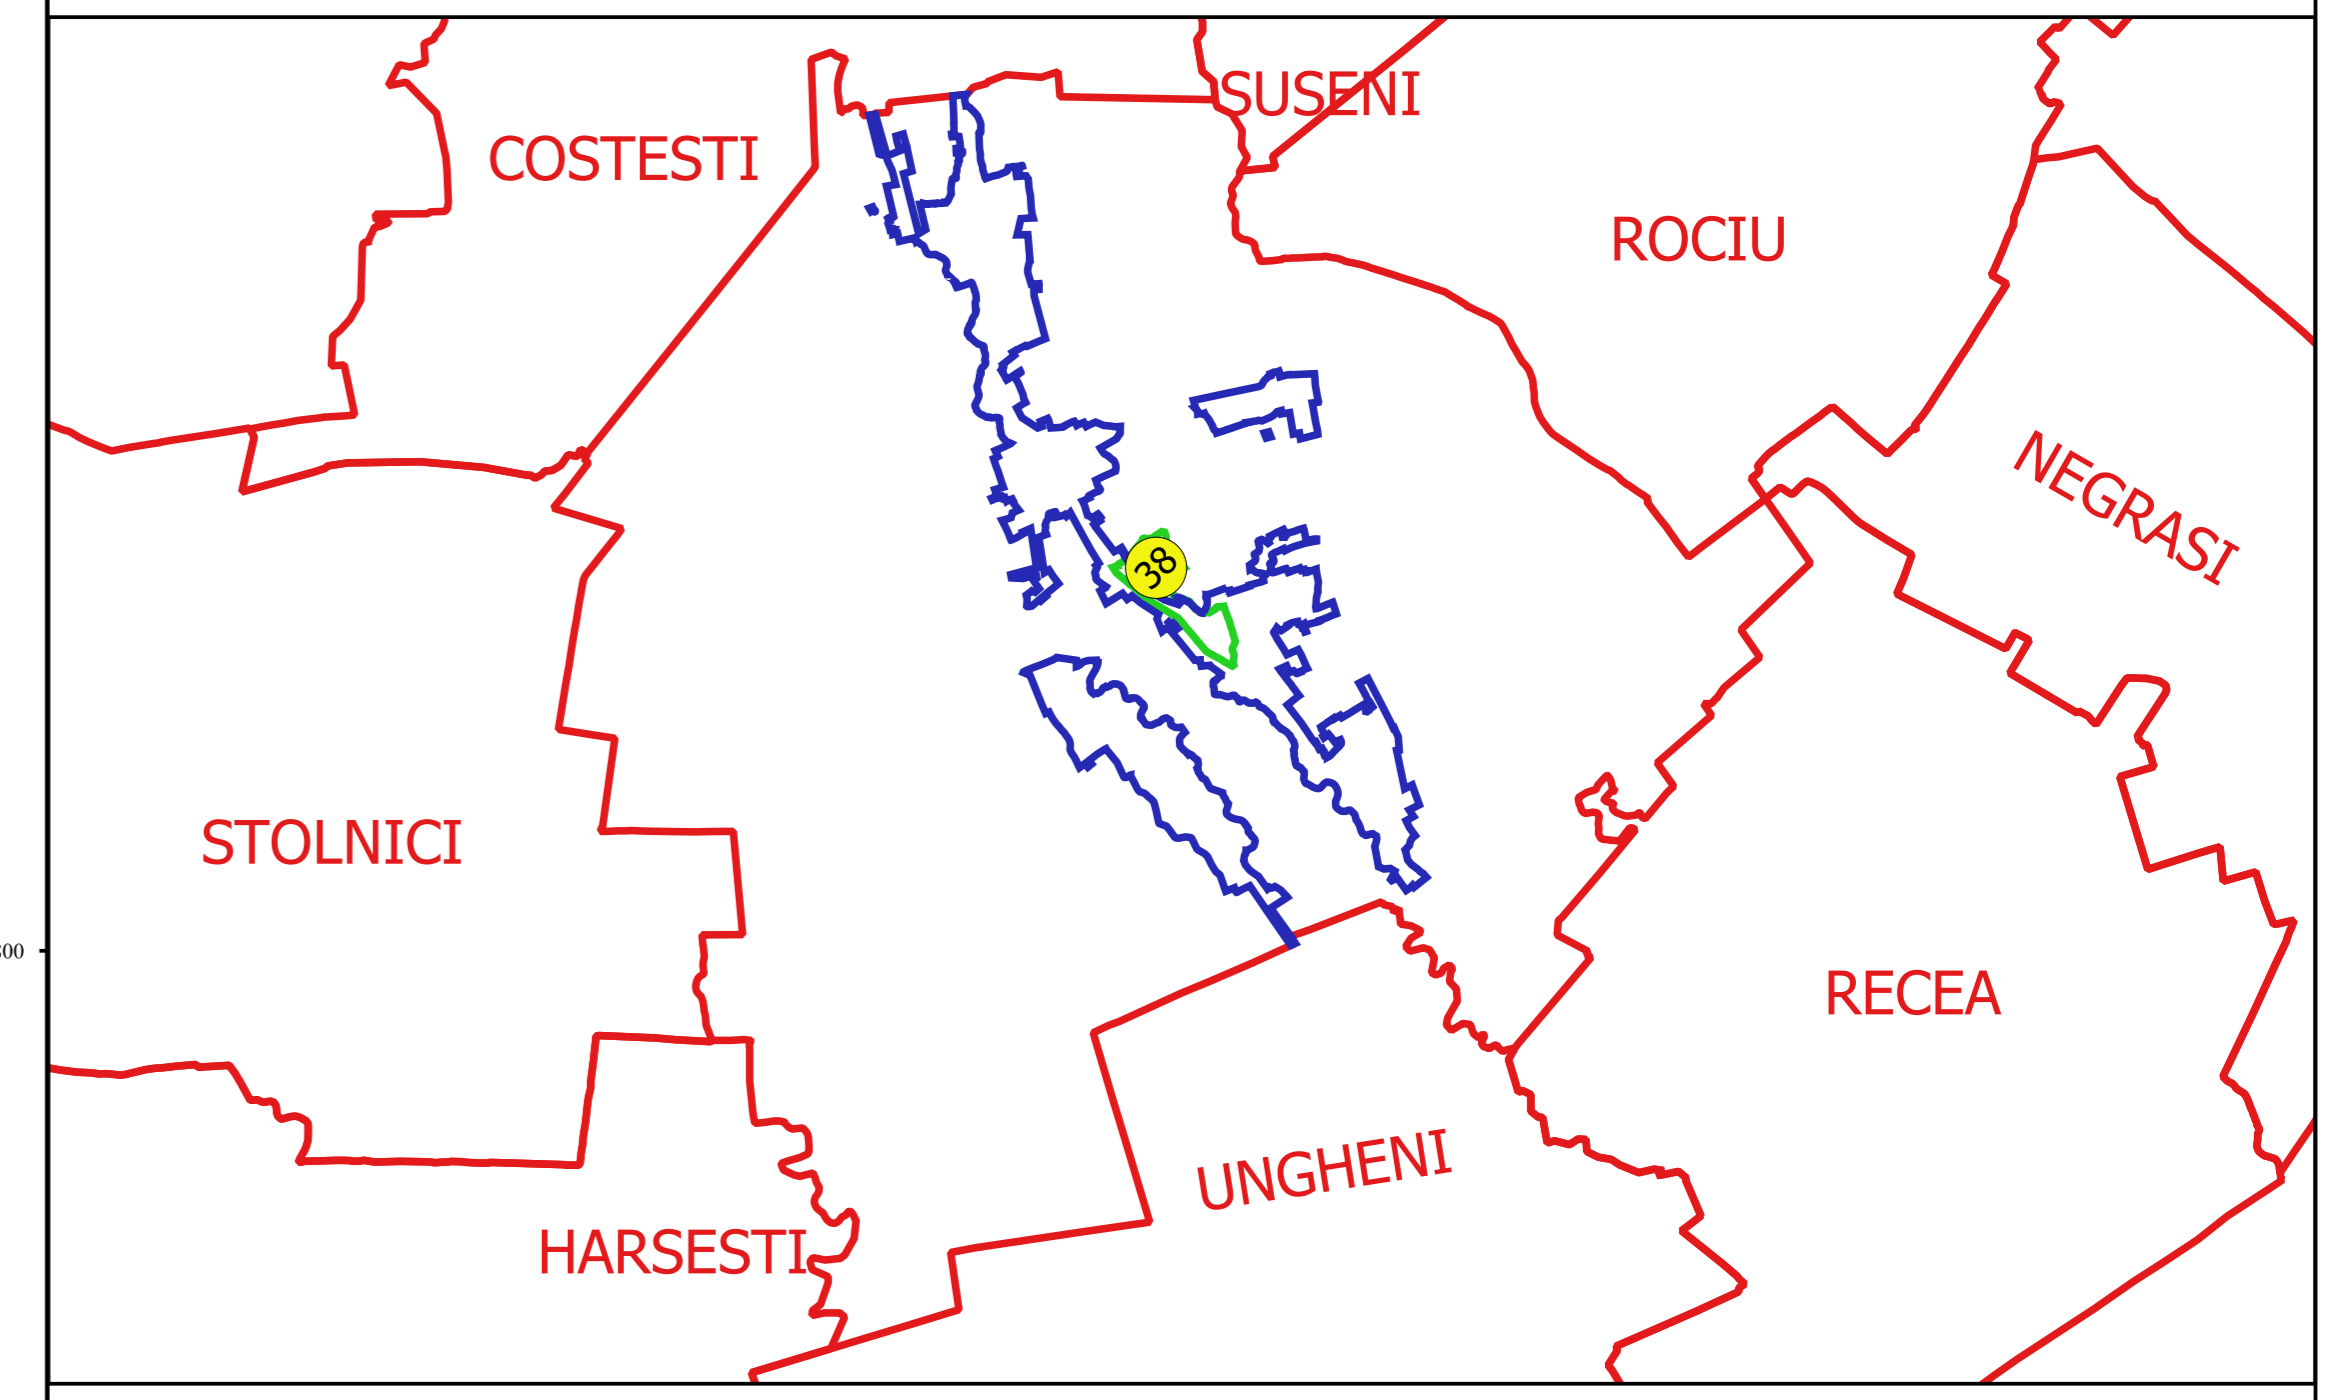 SUSENI
COSTESTI
ROCIU
NEGRASI
38
STOLNICI
RECEA
UNGHENI
HARSESTI